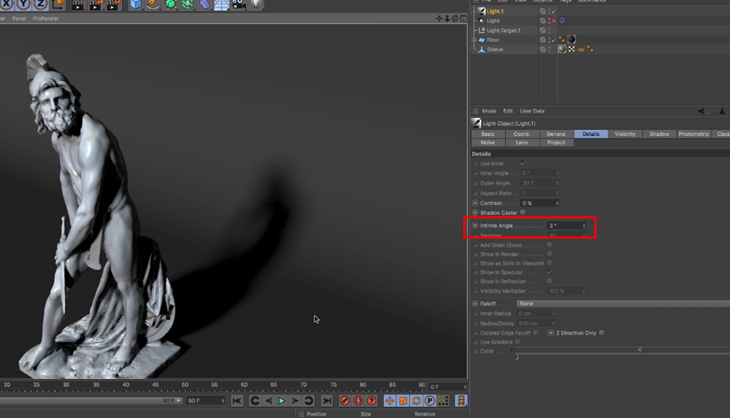 Panel ProRender
Light.1
Light
Light.Target.1
Floor
Statue
Mode Edit User Data
Light Object [Light.1]
Basic Coord. General Details Visibility Shadow Photometric Caus
Noise Lens Project
Details
Use Inner
Inner Angle 0 °
Outer Angle 30 °
Aspect Ratio 1
Contrast 0 %
Shadow Caster
Infinite Angle 3 °
Add Grain (Slow)
Show in Render
Show as Solid in Viewport
Show in Specular
Show in Reflection
Visibility Multiplier 100 %
Falloff None
Inner Radius 0 cm
Radius/Decay 500 cm
Colored Edge Falloff Z Direction Only
Use Gradient
Color
20 25 30 35 40 45 50 55 60 65 70 75 80 85 90 0 F
90 F 90 F
Position Size Rotation